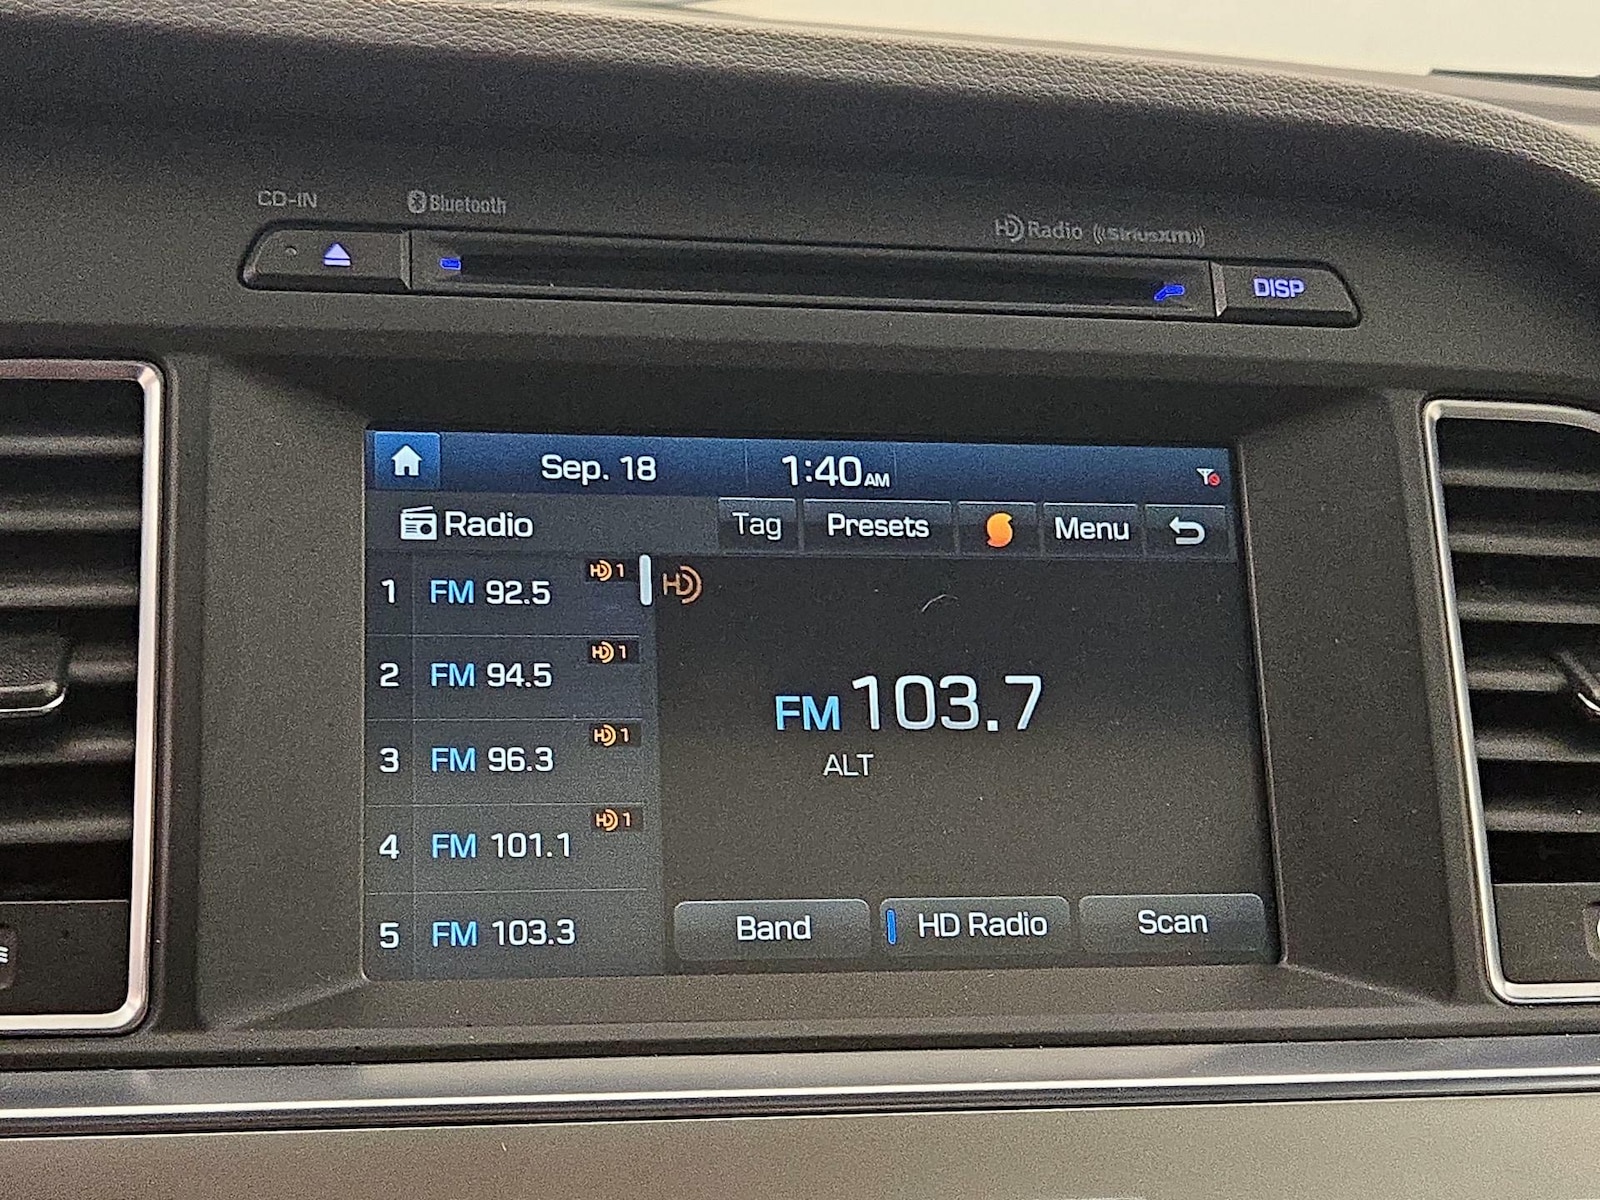 CD-IN
Bluetooth
HD Radio ((SiriusXM))
DISP
Sep. 18
1:40 AM
Radio
Tag
Presets
Menu
1 FM 92.5 HD 1
2 FM 94.5 HD 1
3 FM 96.3 HD 1
4 FM 101.1 HD 1
5 FM 103.3
HD
FM 103.7
ALT
Band
HD Radio
Scan